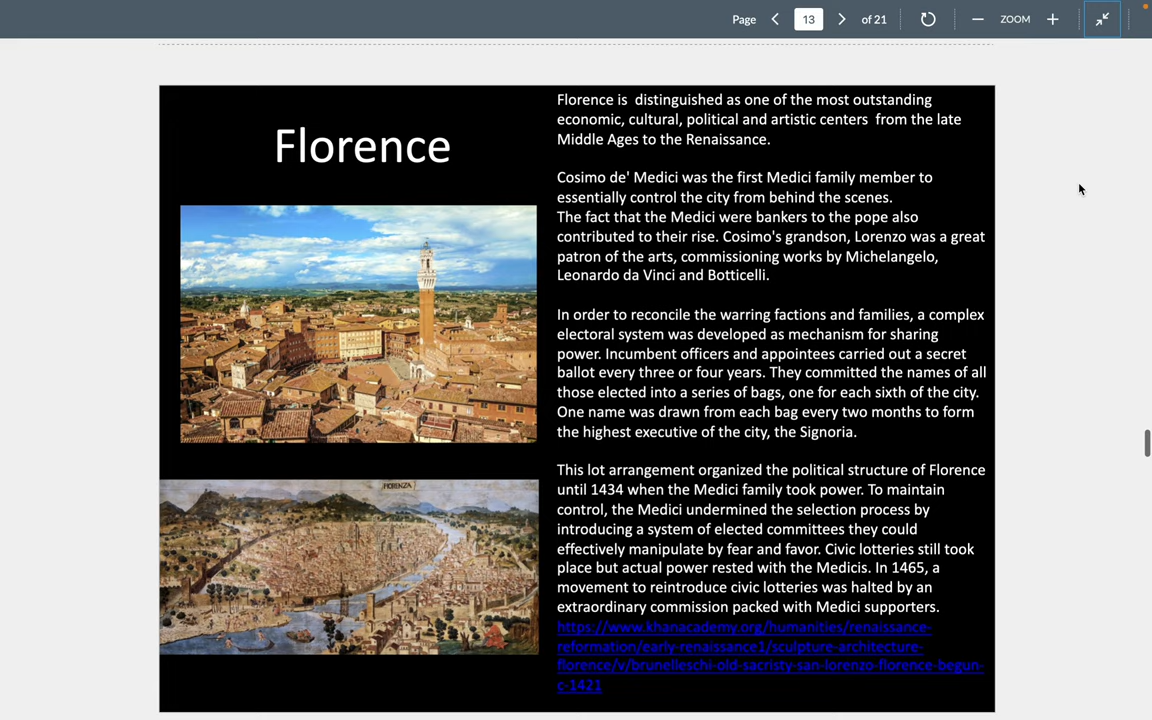 Page 13 of 21 ZOOM
Florence
Florence is  distinguished as one of the most outstanding
economic, cultural, political and artistic centers  from the late
Middle Ages to the Renaissance.
Cosimo de' Medici was the first Medici family member to
essentially control the city from behind the scenes.
The fact that the Medici were bankers to the pope also
contributed to their rise. Cosimo's grandson, Lorenzo was a great
patron of the arts, commissioning works by Michelangelo,
Leonardo da Vinci and Botticelli.
In order to reconcile the warring factions and families, a complex
electoral system was developed as mechanism for sharing
power. Incumbent officers and appointees carried out a secret
ballot every three or four years. They committed the names of all
those elected into a series of bags, one for each sixth of the city.
One name was drawn from each bag every two months to form
the highest executive of the city, the Signoria.
This lot arrangement organized the political structure of Florence
until 1434 when the Medici family took power. To maintain
control, the Medici undermined the selection process by
introducing a system of elected committees they could
effectively manipulate by fear and favor. Civic lotteries still took
place but actual power rested with the Medicis. In 1465, a
movement to reintroduce civic lotteries was halted by an
extraordinary commission packed with Medici supporters.
https://www.khanacademy.org/humanities/renaissance-
reformation/early-renaissance1/sculpture-architecture-
florence/v/brunelleschi-old-sacristy-san-lorenzo-florence-begun-
c-1421
FIORENZA